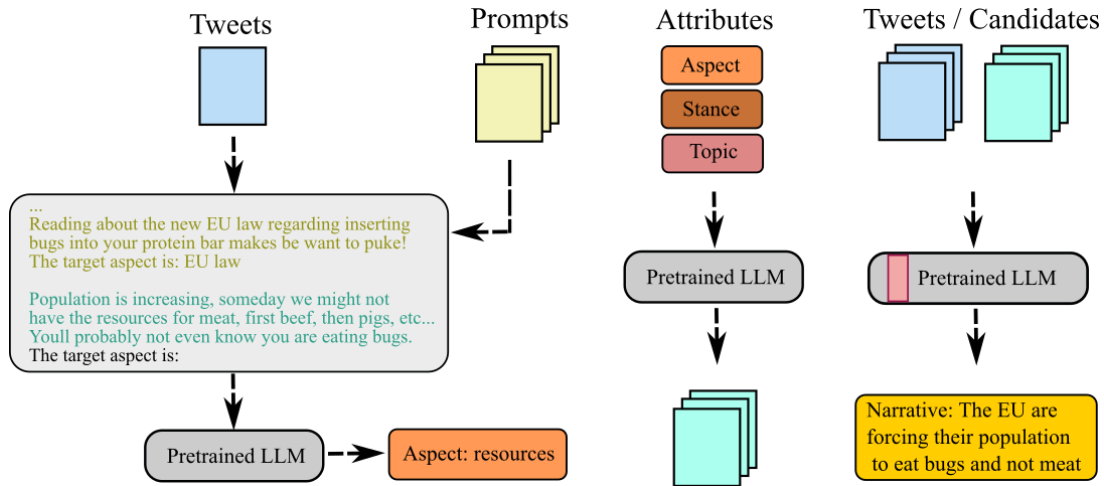 Tweets
Prompts
Attributes
Tweets / Candidates
...
Reading about the new EU law regarding inserting
bugs into your protein bar makes be want to puke!
The target aspect is: EU law
Population is increasing, someday we might not
have the resources for meat, first beef, then pigs, etc...
Youll probably not even know you are eating bugs.
The target aspect is:
Pretrained LLM
Aspect: resources
Aspect
Stance
Topic
Pretrained LLM
Pretrained LLM
Narrative: The EU are
forcing their population
to eat bugs and not meat